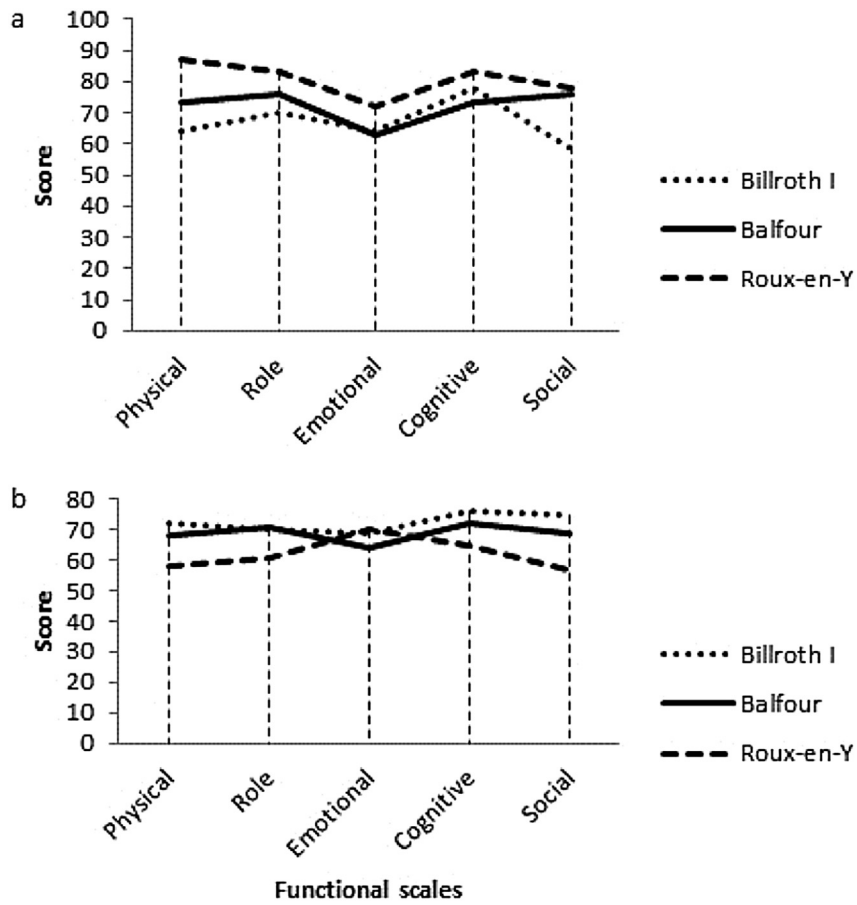 a
100
90
80
70
60
50
40
30
20
10
0
Score
Physical
Role
Emotional
Cognitive
Social
Billroth I
Balfour
Roux-en-Y
b
80
70
60
50
40
30
20
10
0
Score
Physical
Role
Emotional
Cognitive
Social
Functional scales
Billroth I
Balfour
Roux-en-Y